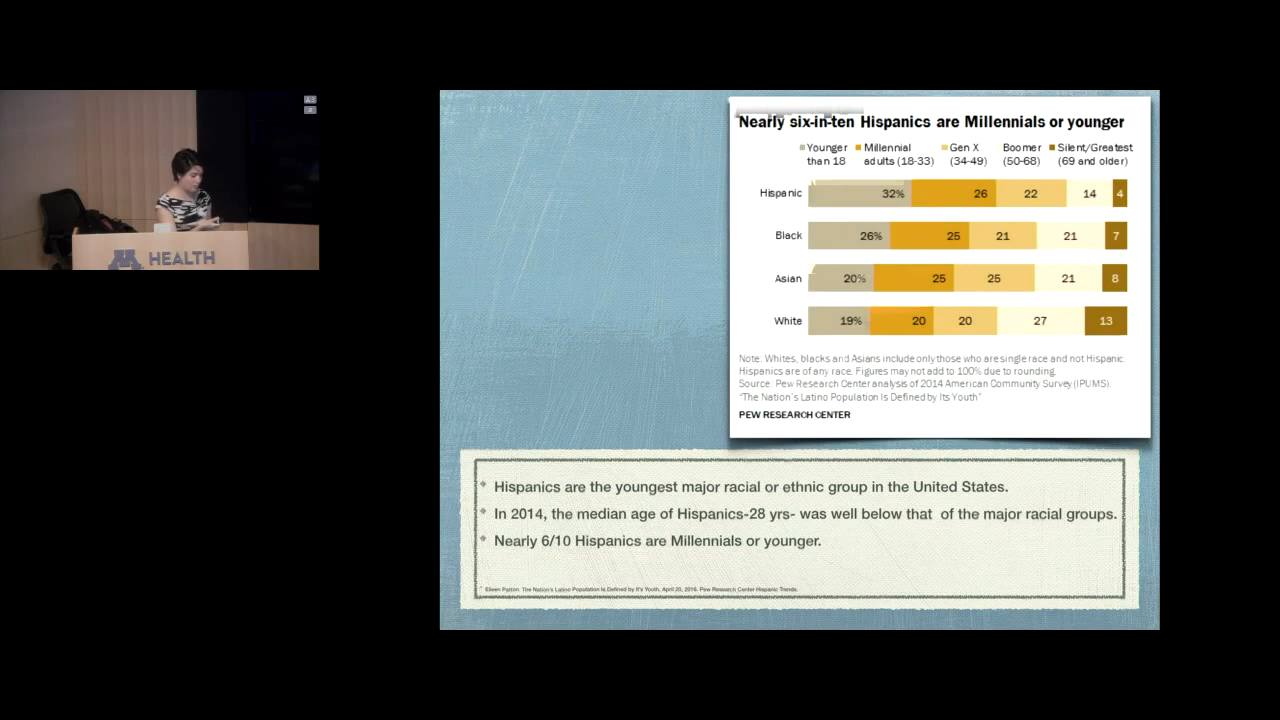 HEALTH
Nearly six-in-ten Hispanics are Millennials or younger
Younger than 18
Millennial adults (18-33)
Gen X (34-49)
Boomer (50-68)
Silent/Greatest (69 and older)
Hispanic 32% 26 22 14 4
Black 26% 25 21 21 7
Asian 20% 25 25 21 8
White 19% 20 20 27 13
Note: Whites, blacks and Asians include only those who are single race and not Hispanic.
Hispanics are of any race. Figures may not add to 100% due to rounding.
Source: Pew Research Center analysis of 2014 American Community Survey (IPUMS).
"The Nation's Latino Population Is Defined by Its Youth"
PEW RESEARCH CENTER
Hispanics are the youngest major racial or ethnic group in the United States.
In 2014, the median age of Hispanics-28 yrs- was well below that of the major racial groups.
Nearly 6/10 Hispanics are Millennials or younger.
Eileen Patten. The Nation's Latino Population Is Defined by It's Youth, April 20, 2016. Pew Research Center Hispanic Trends.